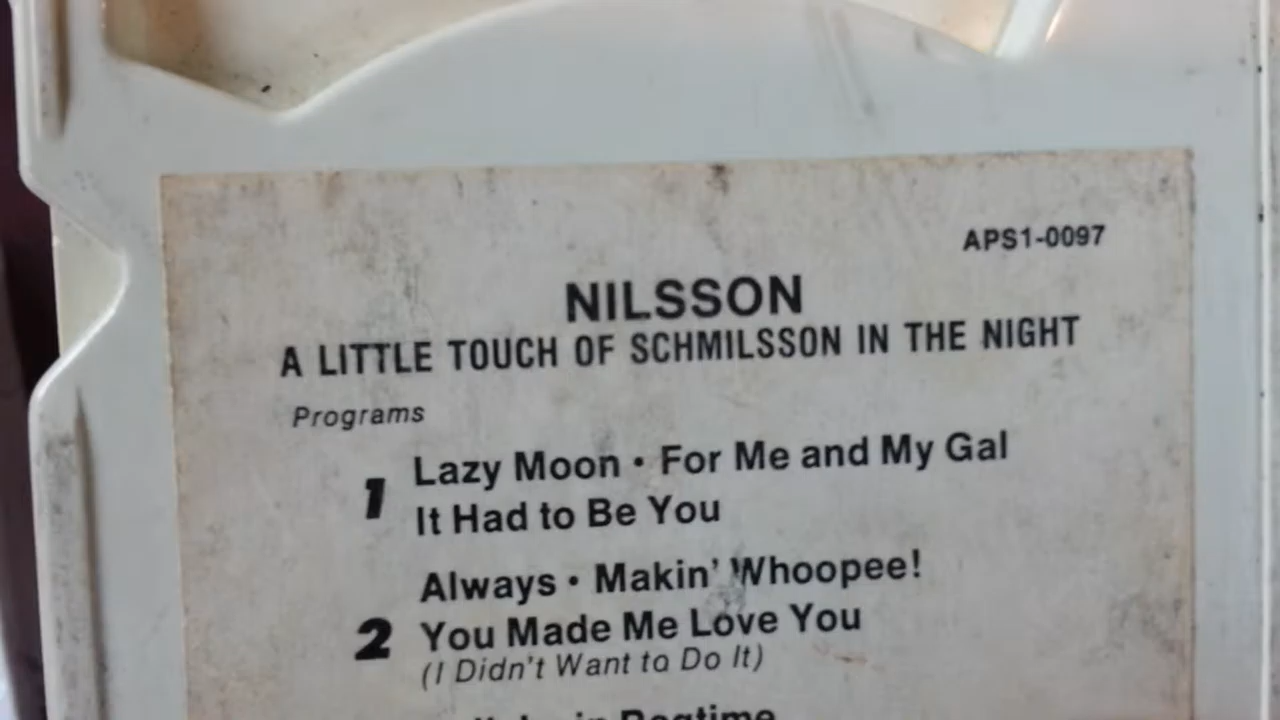 APS1-0097
NILSSON
A LITTLE TOUCH OF SCHMILSSON IN THE NIGHT
Programs
1 Lazy Moon • For Me and My Gal
It Had to Be You
Always • Makin' Whoopee!
2 You Made Me Love You
(I Didn't Want to Do It)
in Ragtime